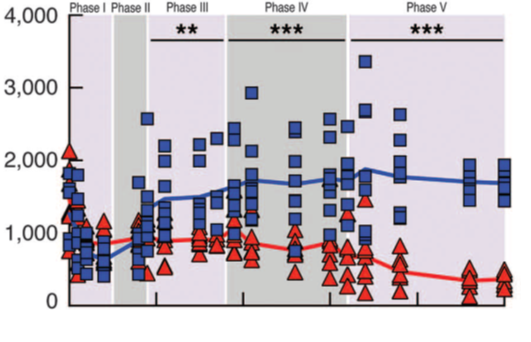 Phase I Phase II Phase III Phase IV Phase V
4,000
** *** ***
3,000
2,000
1,000
0